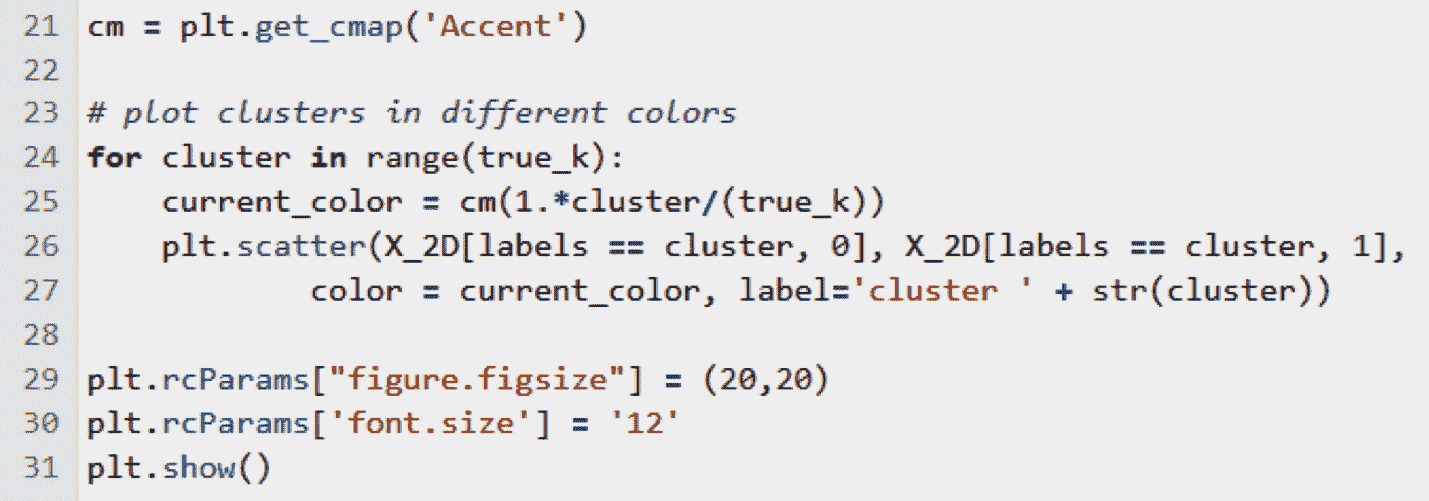 21 cm = plt.get_cmap('Accent')
22
23 # plot clusters in different colors
24 for cluster in range(true_k):
25     current_color = cm(1.*cluster/(true_k))
26     plt.scatter(X_2D[labels == cluster, 0], X_2D[labels == cluster, 1],
27             color = current_color, label='cluster ' + str(cluster))
28
29 plt.rcParams["figure.figsize"] = (20,20)
30 plt.rcParams['font.size'] = '12'
31 plt.show()